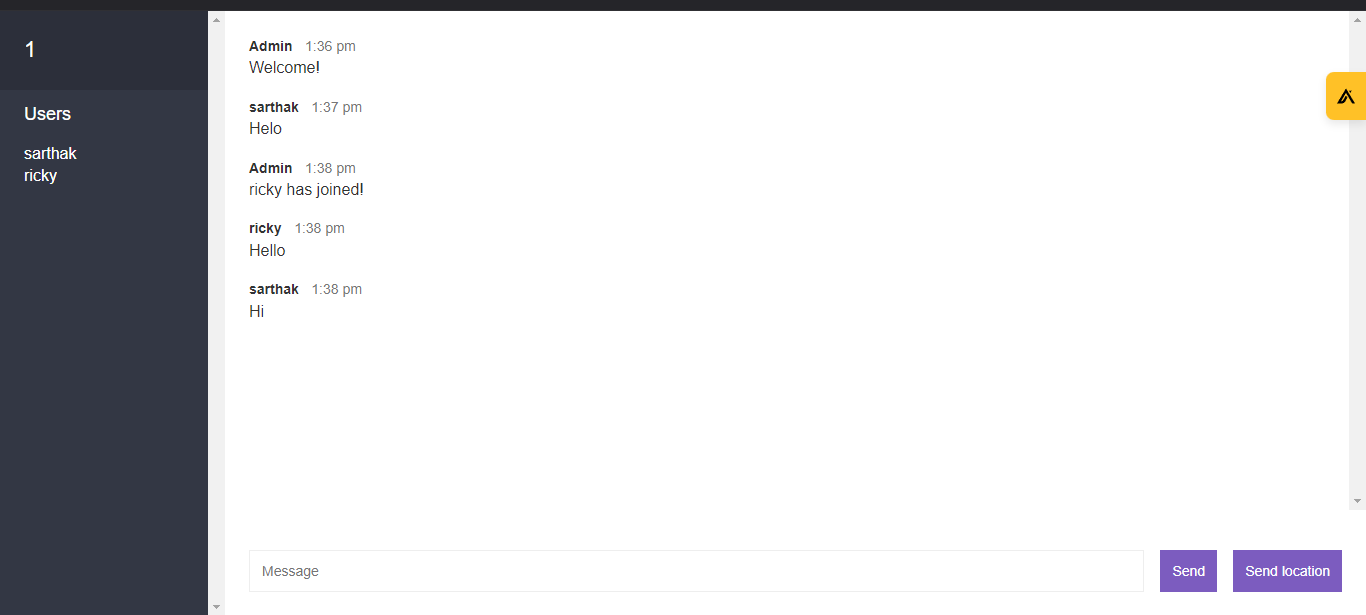 1
Users
sarthak
ricky
Admin 1:36 pm
Welcome!
sarthak 1:37 pm
Helo
Admin 1:38 pm
ricky has joined!
ricky 1:38 pm
Hello
sarthak 1:38 pm
Hi
Message Send Send location